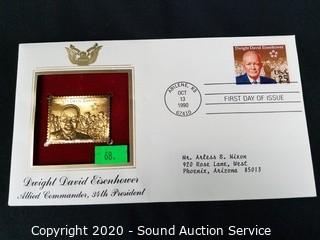 Dwight David Eisenhower
ABILENE, KS
OCT
13
1990
67410
FIRST DAY OF ISSUE
68.
Mr. Arless B. Nixon
920 Rose Lane, West
Phoenix, Arizona 85013
Dwight David Eisenhower
Allied Commander, 34th President
Copyright 2020 - Sound Auction Service